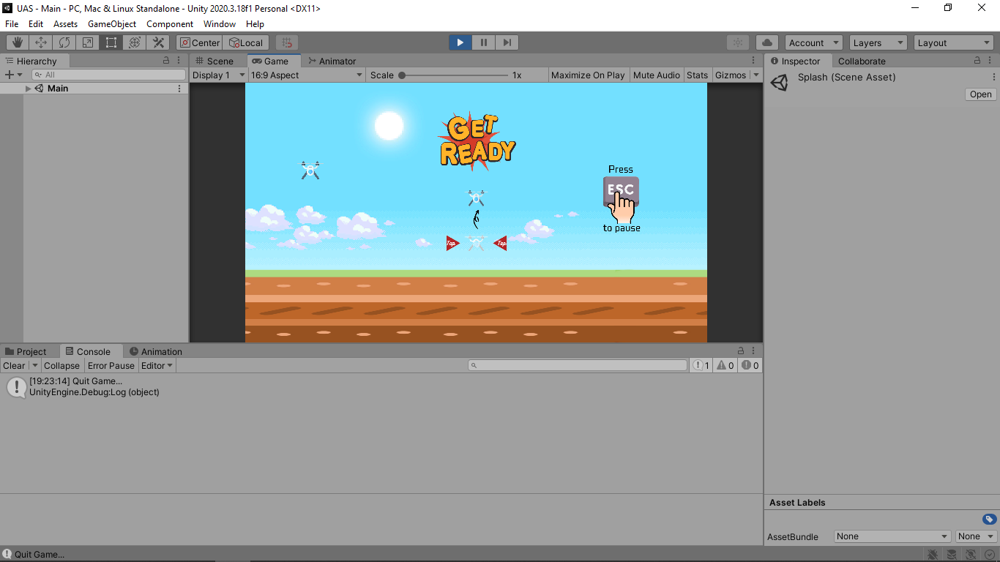 UAS - Main - PC, Mac & Linux Standalone - Unity 2020.3.18f1 Personal <DX11>
File Edit Assets GameObject Component Window Help
Center Local Account Layers Layout
Hierarchy
All
Main
Scene Game Animator
Display 1 16:9 Aspect Scale 1x Maximize On Play Mute Audio Stats Gizmos
GET
READY
Press
ESC
to pause
Tap Tap
Inspector Collaborate
Splash (Scene Asset)
Open
Project Console Animation
Clear Collapse Error Pause Editor 1 0 0
[19:23:14] Quit Game...
UnityEngine.Debug:Log (object)
Asset Labels
AssetBundle None None
Quit Game...